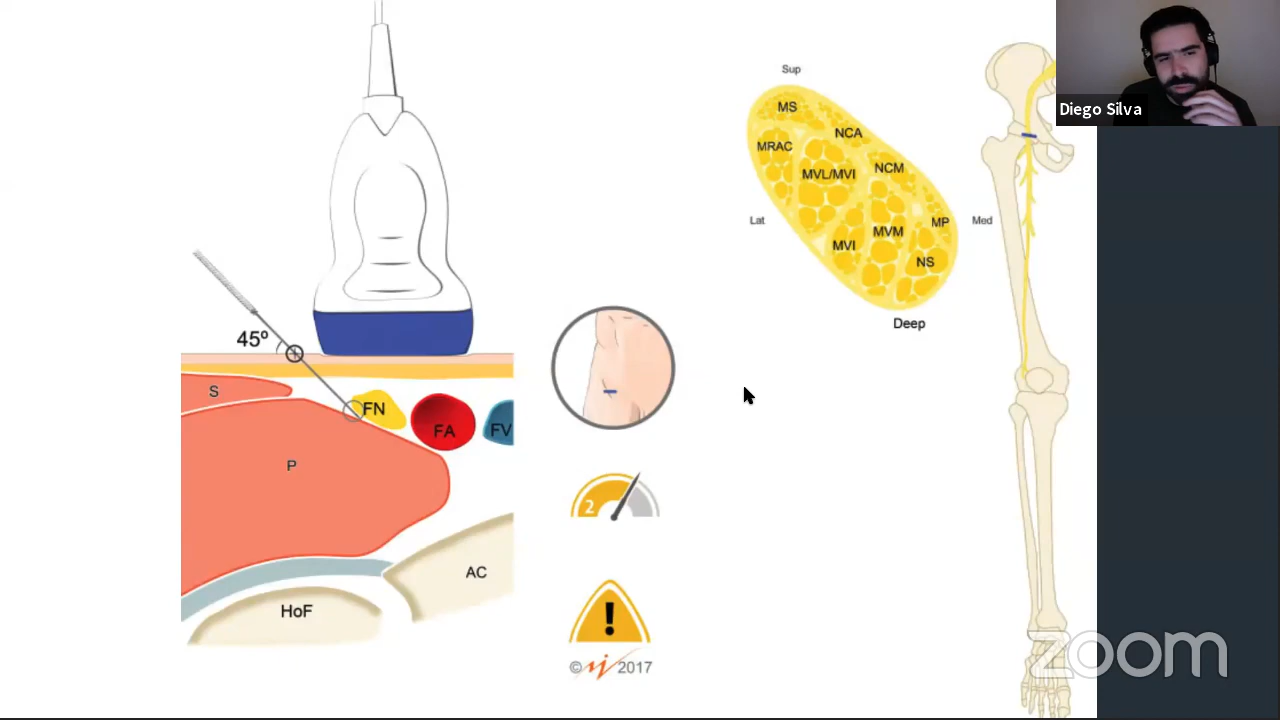 Sup
MS
NCA
MRAC
MVL/MVI
NCM
Lat
MP
Med
MVI
MVM
NS
Deep
Diego Silva
45º
S
FN
FA
FV
P
AC
HoF
2
!
© 2017
zoom